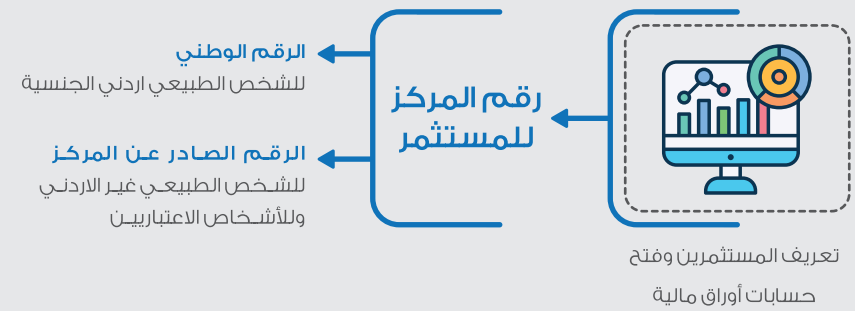 تعريف المستثمرين وفتح
حسابات أوراق مالية
رقم المركز
للمستثمر
الرقم الوطني
للشخص الطبيعي اردني الجنسية
الرقم الصادر عن المركز
للشخص الطبيعي غير الاردني
وللأشخاص الاعتباريين